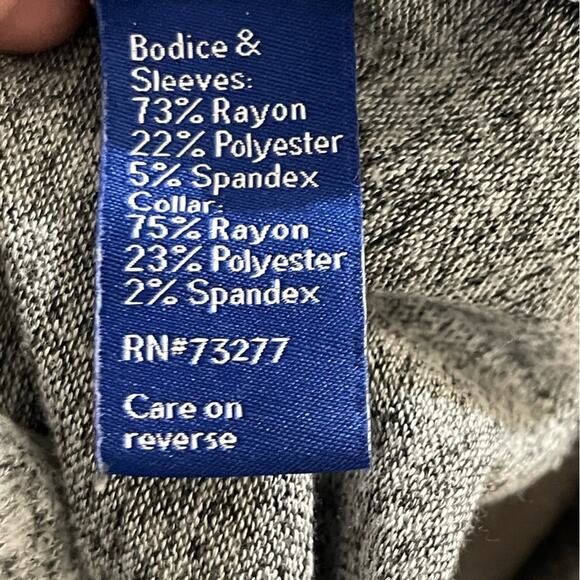 Bodice &
Sleeves:
73% Rayon
22% Polyester
5% Spandex
Collar:
75% Rayon
23% Polyester
2% Spandex
RN#73277
Care on
reverse